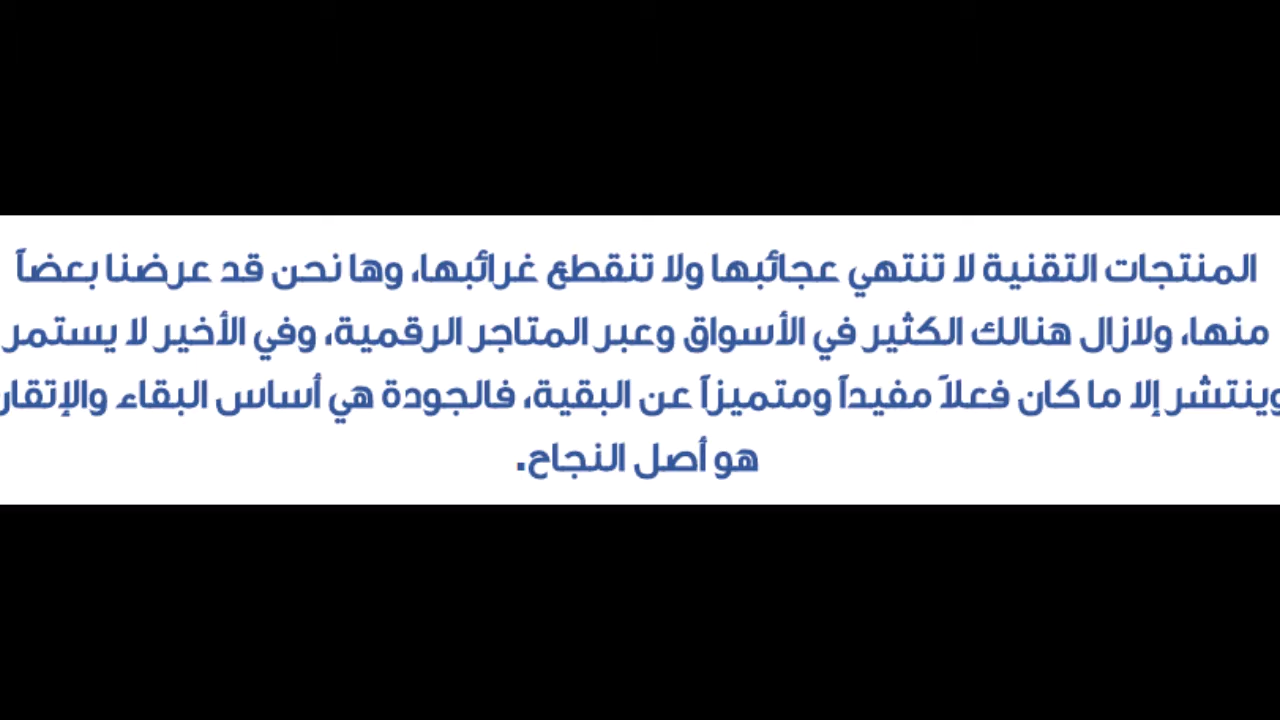 المنتجات التقنية لا تنتهي عجائبها ولا تنقطع غرائبها، وها نحن قد عرضنا بعضاً
منها، ولازال هنالك الكثير في الأسواق وعبر المتاجر الرقمية، وفي الأخير لا يستمر
وينتشر إلا ما كان فعلاً مفيداً ومتميزاً عن البقية، فالجودة هي أساس البقاء والإتقان
هو أصل النجاح.